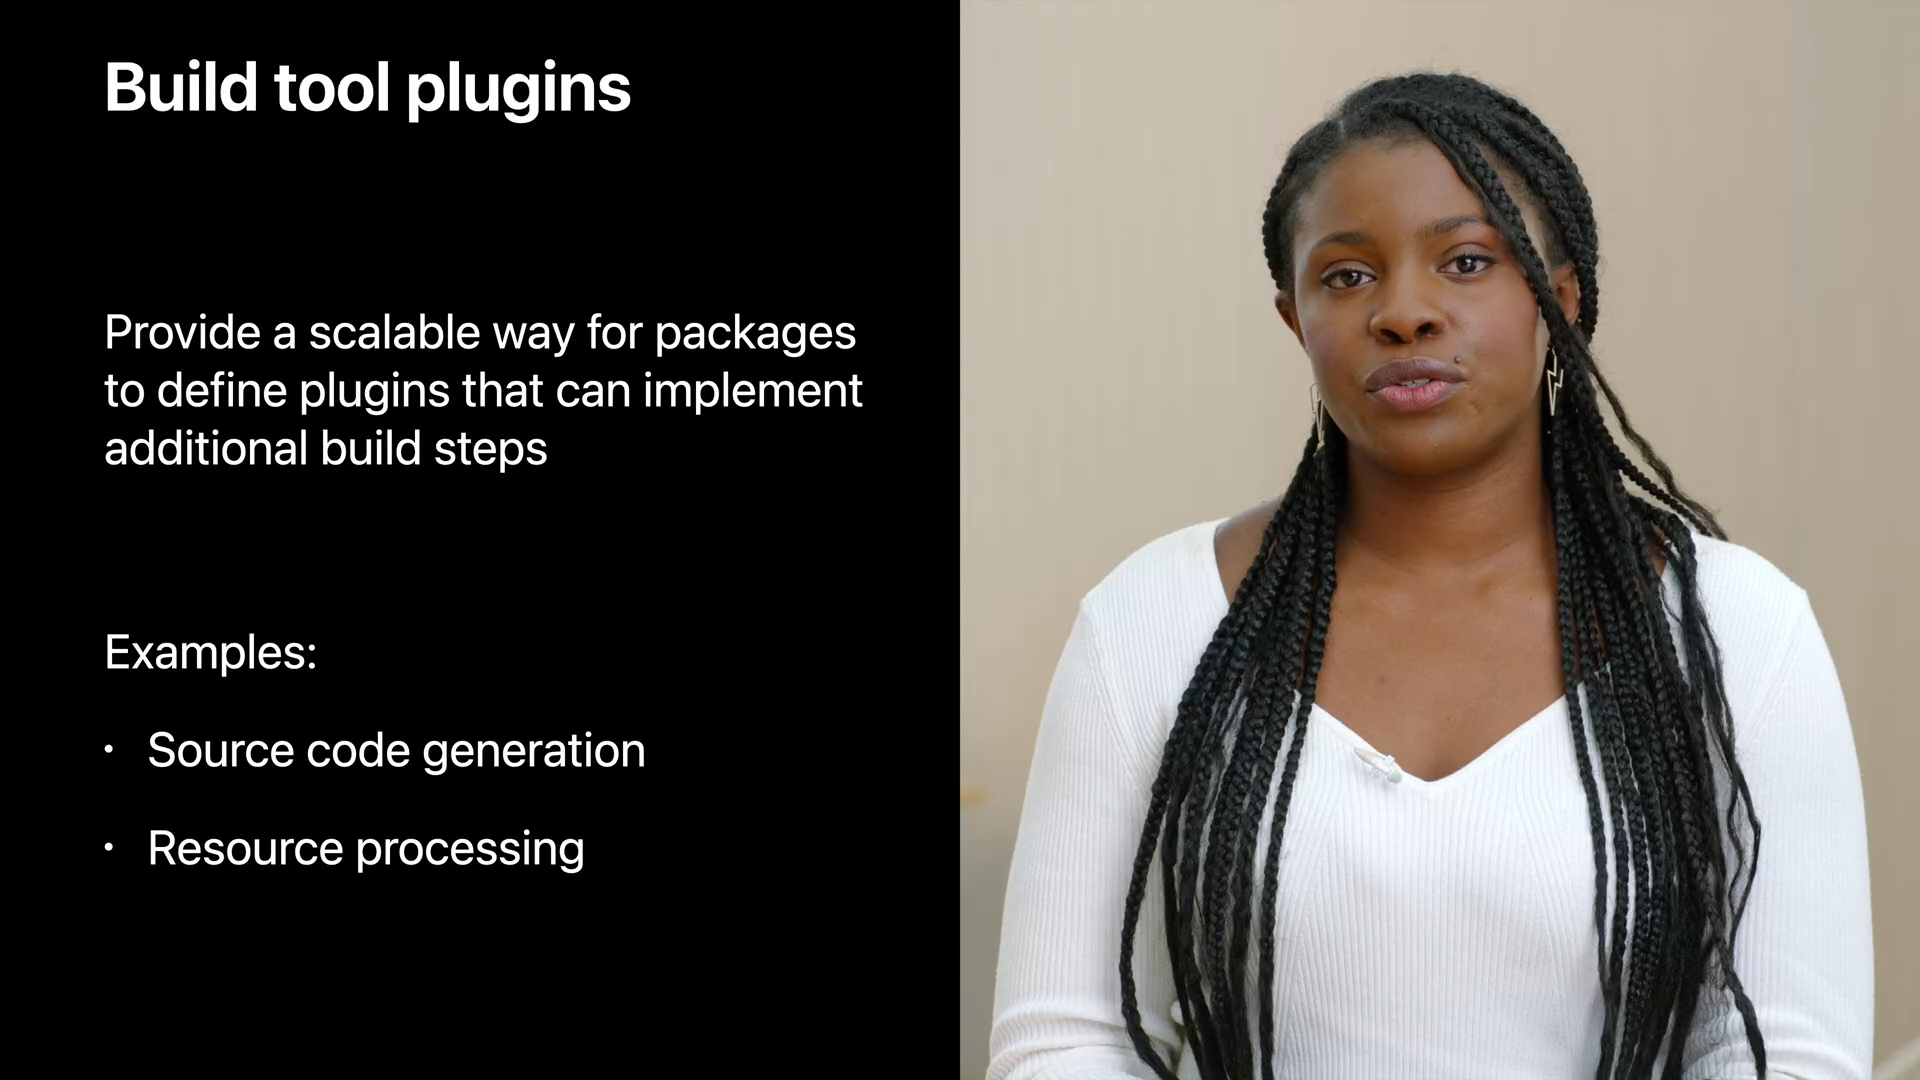 Build tool plugins
Provide a scalable way for packages
to define plugins that can implement
additional build steps
Examples:
• Source code generation
• Resource processing